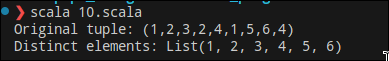 ❯ scala 10.scala
Original tuple: (1,2,3,2,4,1,5,6,4)
Distinct elements: List(1, 2, 3, 4, 5, 6)